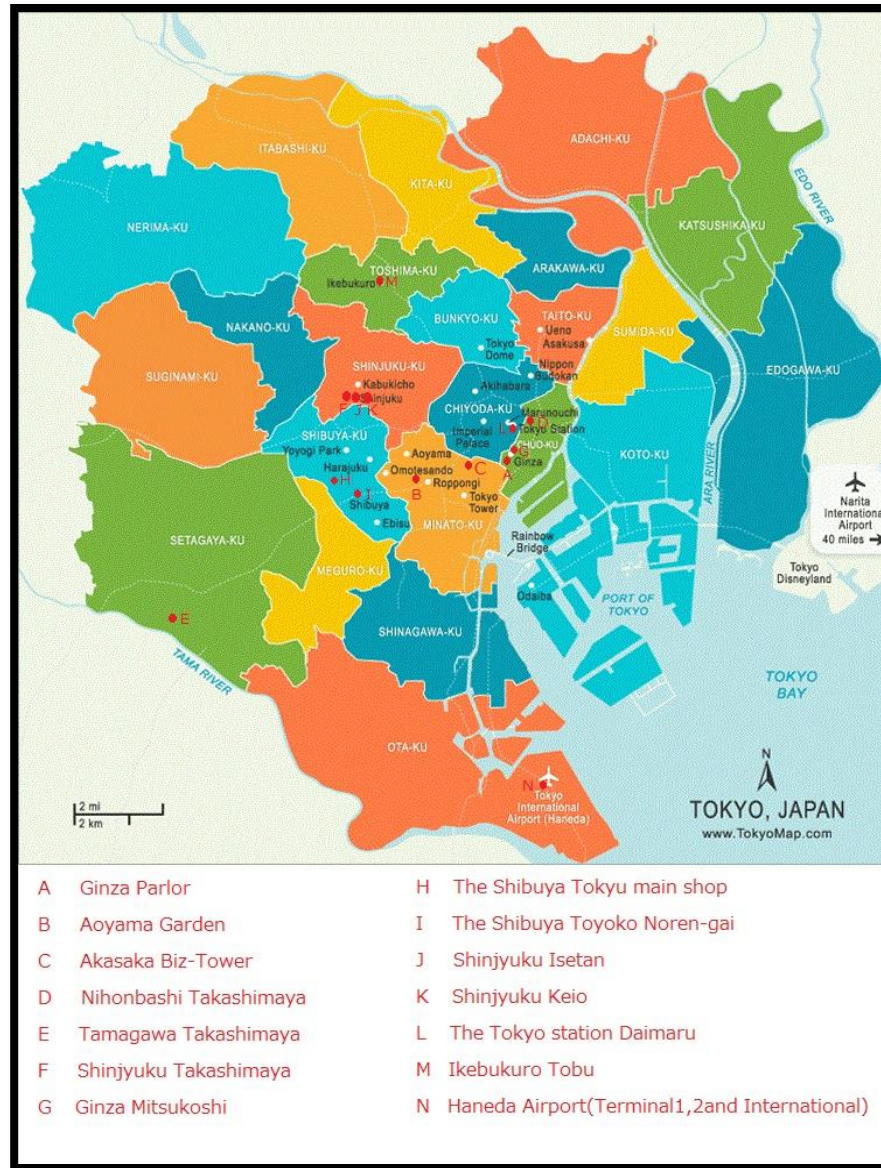 ADACHI-KU
ITABASHI-KU
KITA-KU
EDO RIVER
KATSUSHIKA-KU
NERIMA-KU
TOSHIMA-KU
Ikebukuro M
ARAKAWA-KU
NAKANO-KU
BUNKYO-KU
TAITO-KU
Ueno
Asakusa
SUMIDA-KU
SUGINAMI-KU
SHINJUKU-KU
Tokyo
Dome
Nippon
Budokan
EDOGAWA-KU
Kabukicho
Shinjuku
F J K
Akihabara
CHIYODA-KU
Imperial
Palace
Marunouchi
D
L Tokyo Station
CHUO-KU
G
A Ginza
SHIBUYA-KU
Yoyogi Park
Aoyama
C
KOTO-KU
ARA RIVER
Harajuku
Omotesando
H
B
Roppongi
I
Shibuya
Tokyo
Tower
Ebisu
MINATO-KU
Narita
International
Airport
40 miles
SETAGAYA-KU
Rainbow
Bridge
MEGURO-KU
Tokyo
Disneyland
Odaiba
PORT OF
TOKYO
E
SHINAGAWA-KU
TAMA RIVER
TOKYO
BAY
OTA-KU
N
N
Tokyo
International
Airport (Haneda)
2 mi
2 km
TOKYO, JAPAN
www.TokyoMap.com
A Ginza Parlor
B Aoyama Garden
C Akasaka Biz-Tower
D Nihonbashi Takashimaya
E Tamagawa Takashimaya
F Shinjyuku Takashimaya
G Ginza Mitsukoshi
H The Shibuya Tokyu main shop
I The Shibuya Toyoko Noren-gai
J Shinjyuku Isetan
K Shinjyuku Keio
L The Tokyo station Daimaru
M Ikebukuro Tobu
N Haneda Airport(Terminal1,2and International)